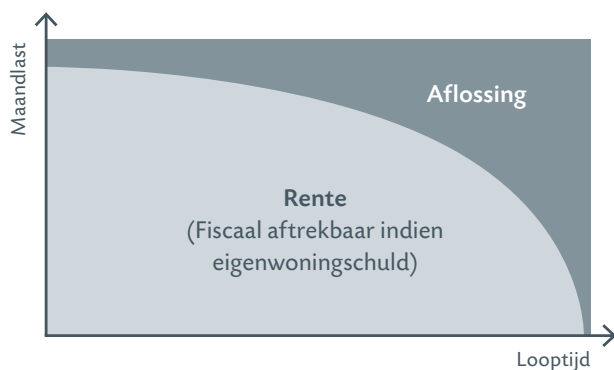 Maandlast
Aflossing
Rente
(Fiscaal aftrekbaar indien
eigenwoningschuld)
Looptijd